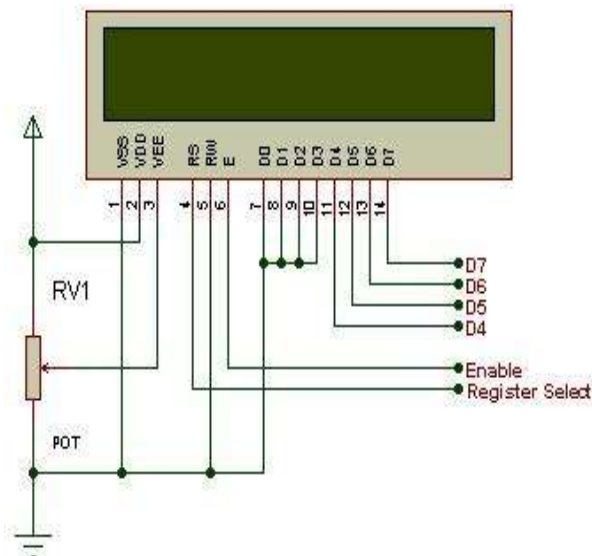 VSS VDD VEE RS RW E D0 D1 D2 D3 D4 D5 D6 D7
1 2 3 4 5 6 7 8 9 10 11 12 13 14
D7
D6
D5
D4
RV1
Enable
Register Select
POT